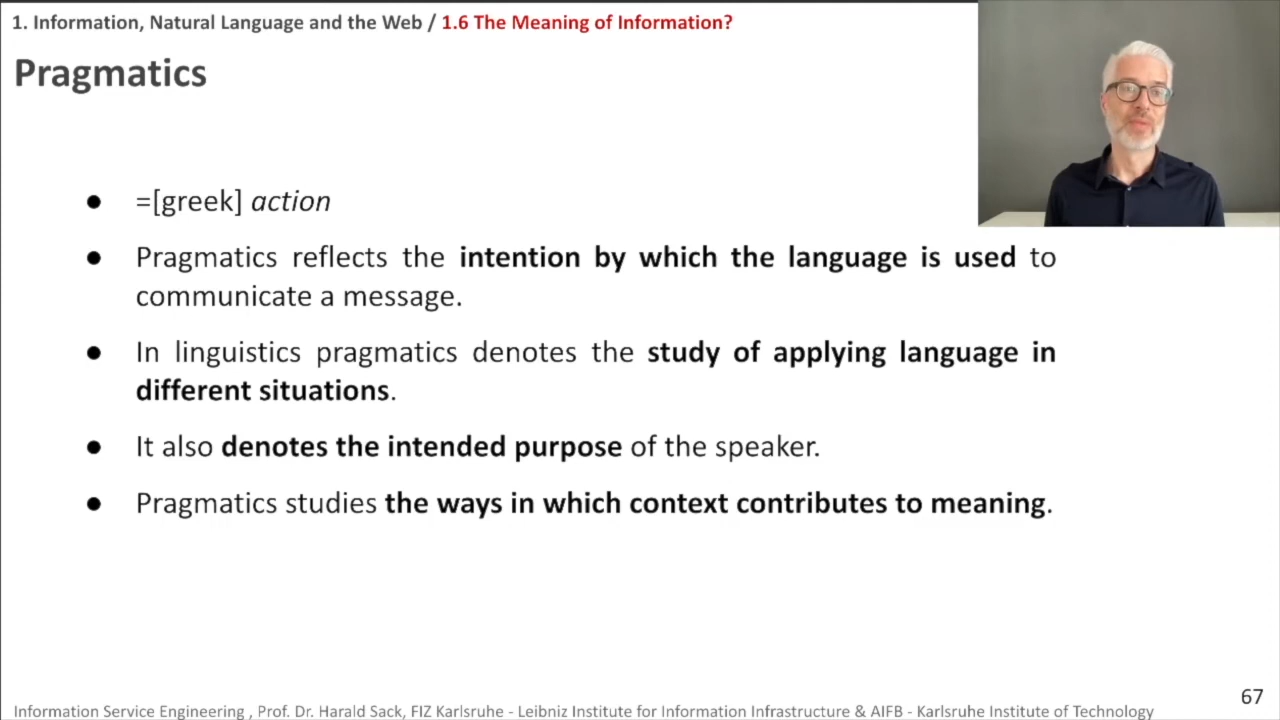 1. Information, Natural Language and the Web / 1.6 The Meaning of Information?
Pragmatics
● =[greek] action
● Pragmatics reflects the intention by which the language is used to
communicate a message.
● In linguistics pragmatics denotes the study of applying language in
different situations.
● It also denotes the intended purpose of the speaker.
● Pragmatics studies the ways in which context contributes to meaning.
67
Information Service Engineering , Prof. Dr. Harald Sack, FIZ Karlsruhe - Leibniz Institute for Information Infrastructure & AIFB - Karlsruhe Institute of Technology